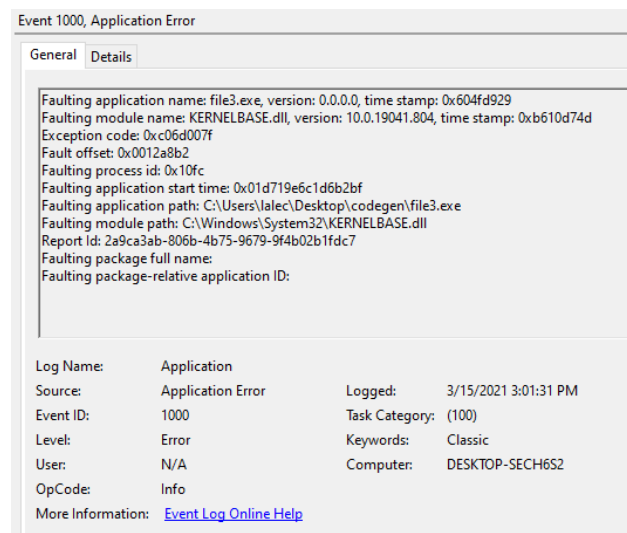 Event 1000, Application Error
General Details
Faulting application name: file3.exe, version: 0.0.0.0, time stamp: 0x604fd929
Faulting module name: KERNELBASE.dll, version: 10.0.19041.804, time stamp: 0xb610d74d
Exception code: 0xc06d007f
Fault offset: 0x0012a8b2
Faulting process id: 0x10fc
Faulting application start time: 0x01d719e6c1d6b2bf
Faulting application path: C:\Users\lalec\Desktop\codegen\file3.exe
Faulting module path: C:\Windows\System32\KERNELBASE.dll
Report Id: 2a9ca3ab-806b-4b75-9679-9f4b02b1fdc7
Faulting package full name:
Faulting package-relative application ID:
Log Name: Application
Source: Application Error Logged: 3/15/2021 3:01:31 PM
Event ID: 1000 Task Category: (100)
Level: Error Keywords: Classic
User: N/A Computer: DESKTOP-SECH6S2
OpCode: Info
More Information: Event Log Online Help